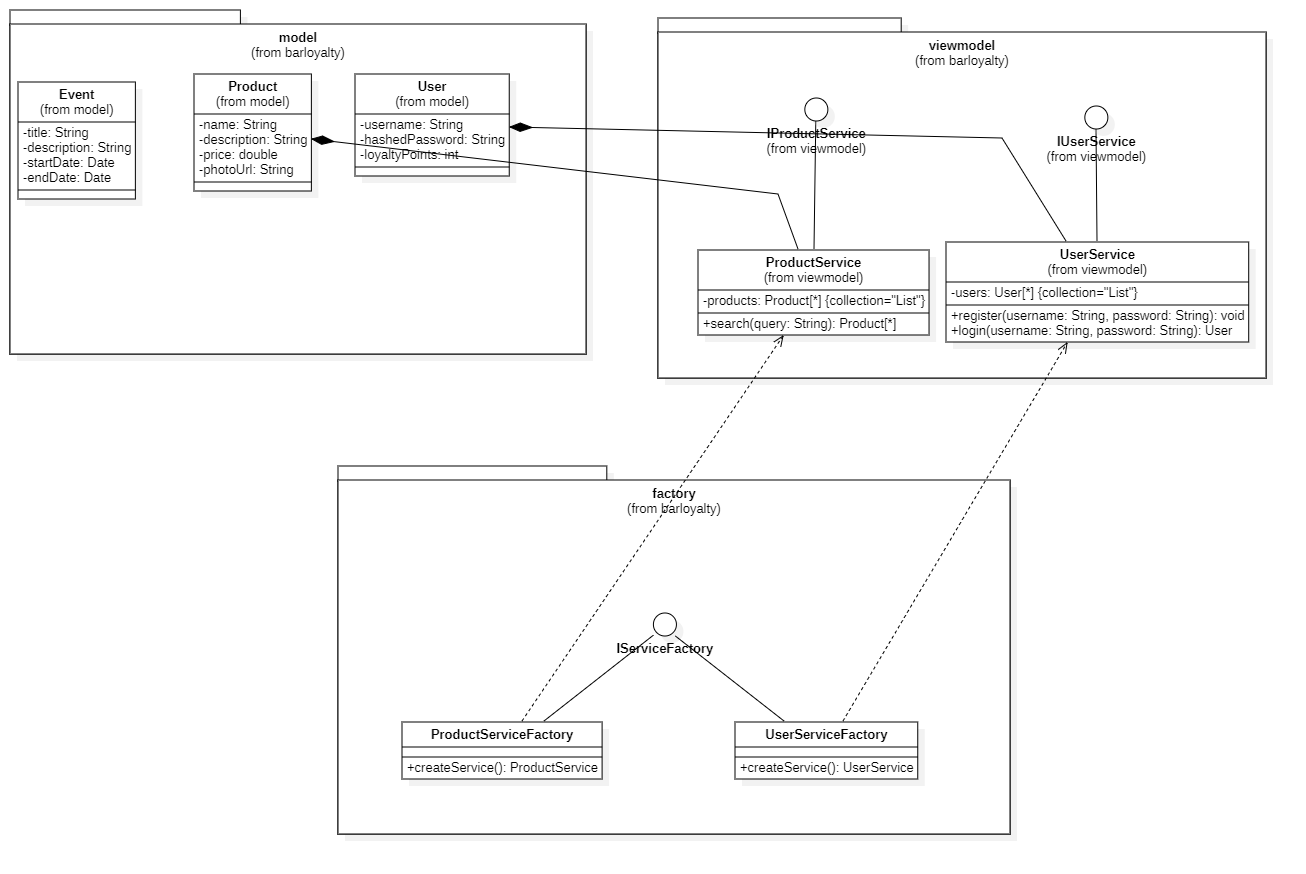 model
(from barloyalty)
Event
(from model)
-title: String
-description: String
-startDate: Date
-endDate: Date
Product
(from model)
-name: String
-description: String
-price: double
-photoUrl: String
User
(from model)
-username: String
-hashedPassword: String
-loyaltyPoints: int
viewmodel
(from barloyalty)
IProductService
(from viewmodel)
IUserService
(from viewmodel)
ProductService
(from viewmodel)
-products: Product[*] {collection="List"}
+search(query: String): Product[*]
UserService
(from viewmodel)
-users: User[*] {collection="List"}
+register(username: String, password: String): void
+login(username: String, password: String): User
factory
(from barloyalty)
IServiceFactory
ProductServiceFactory
+createService(): ProductService
UserServiceFactory
+createService(): UserService